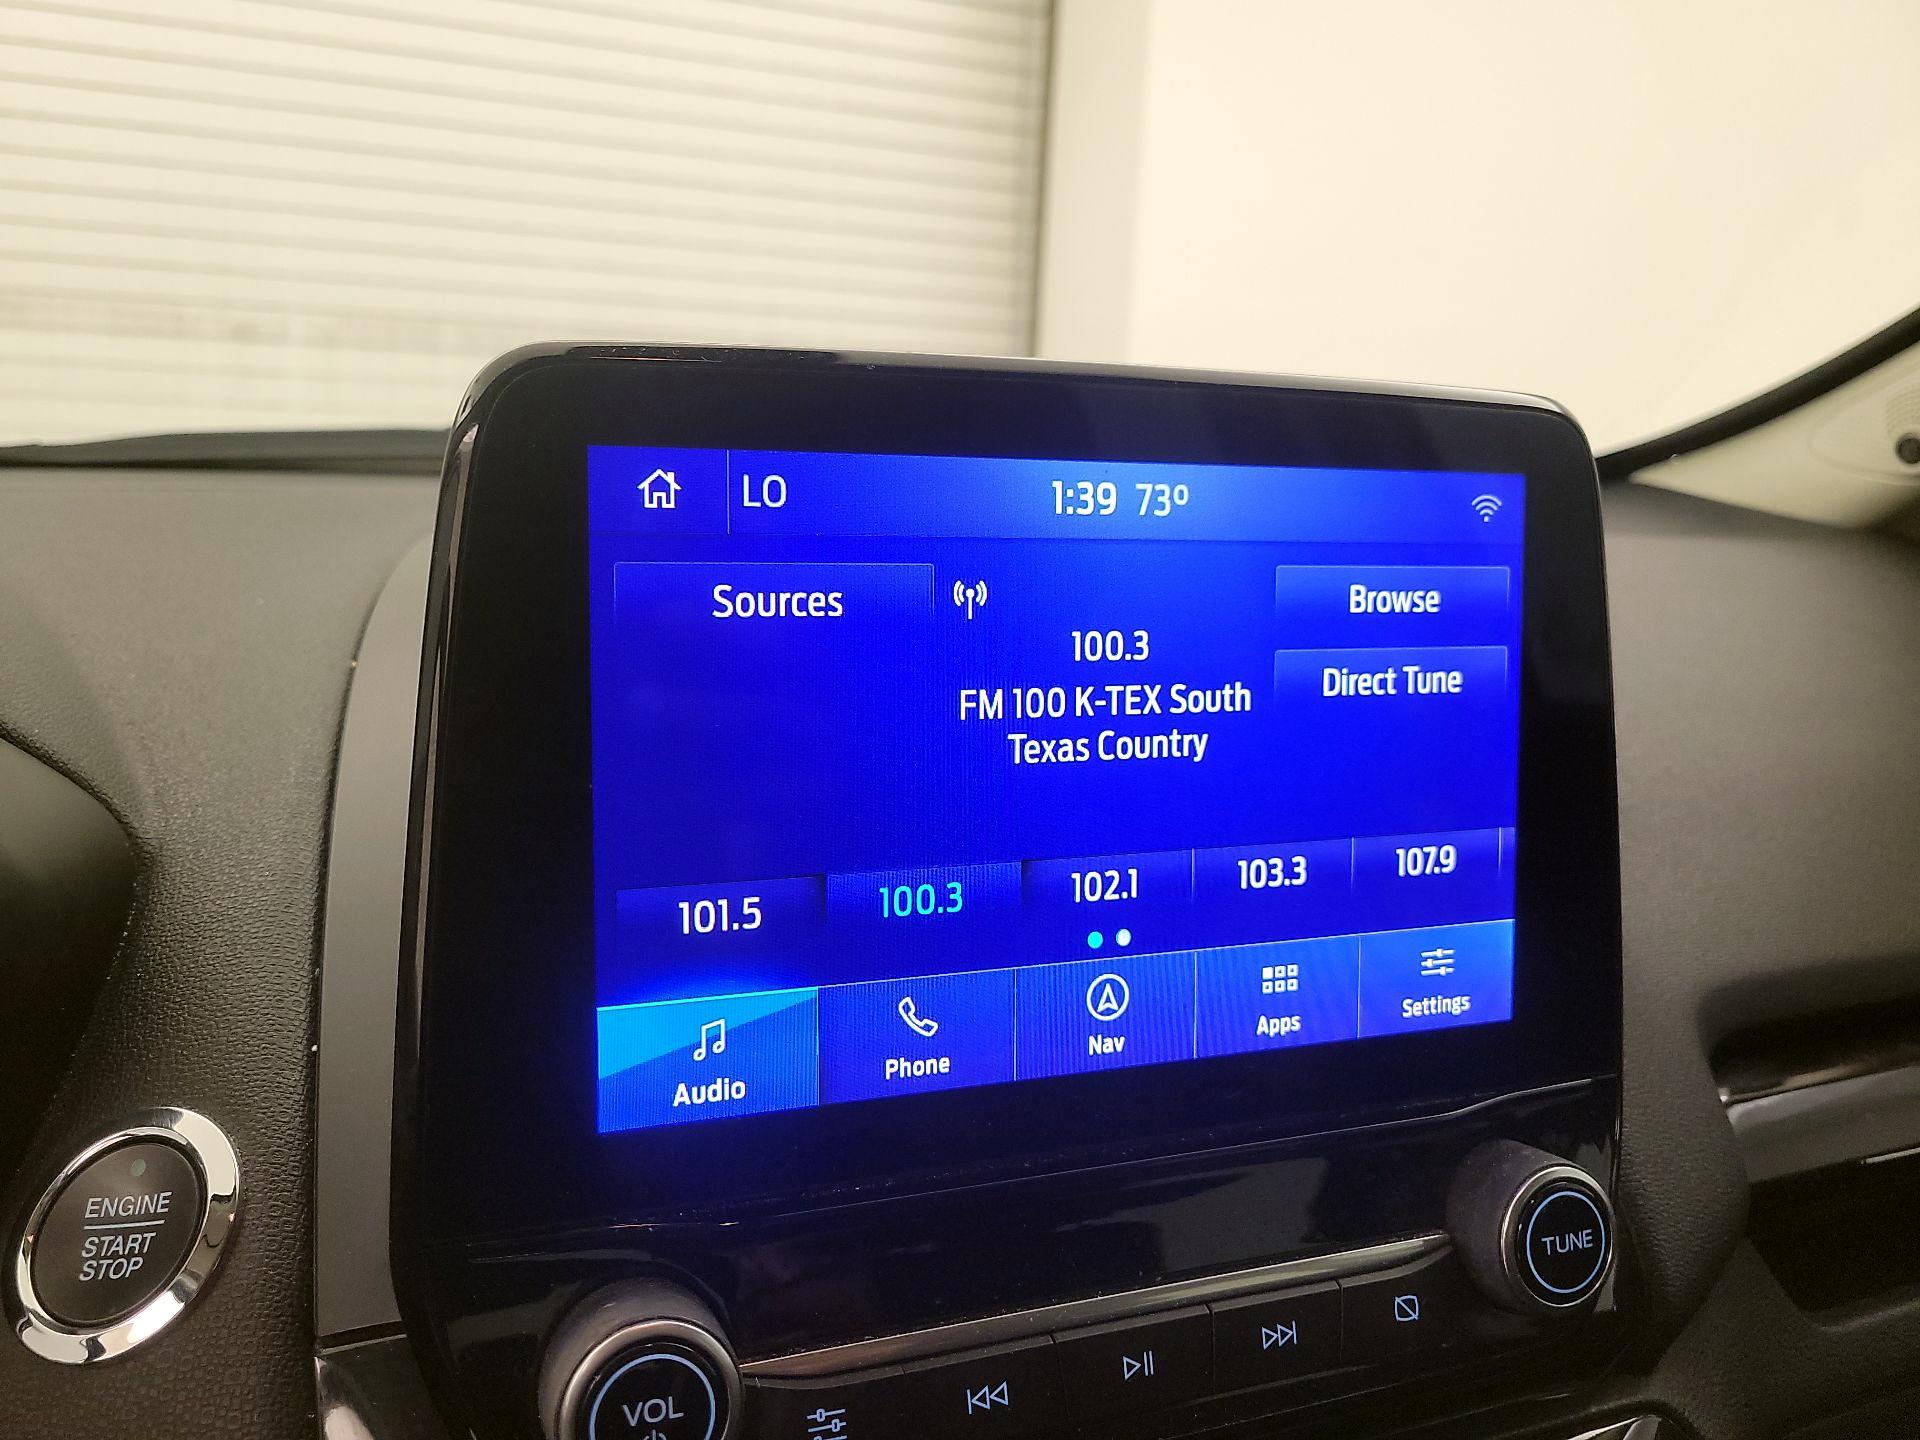 LO
1:39 73°
Sources
Browse
100.3
Direct Tune
FM 100 K-TEX South
Texas Country
101.5
100.3
102.1
103.3
107.9
Audio
Phone
Nav
Apps
Settings
ENGINE
START
STOP
VOL
TUNE